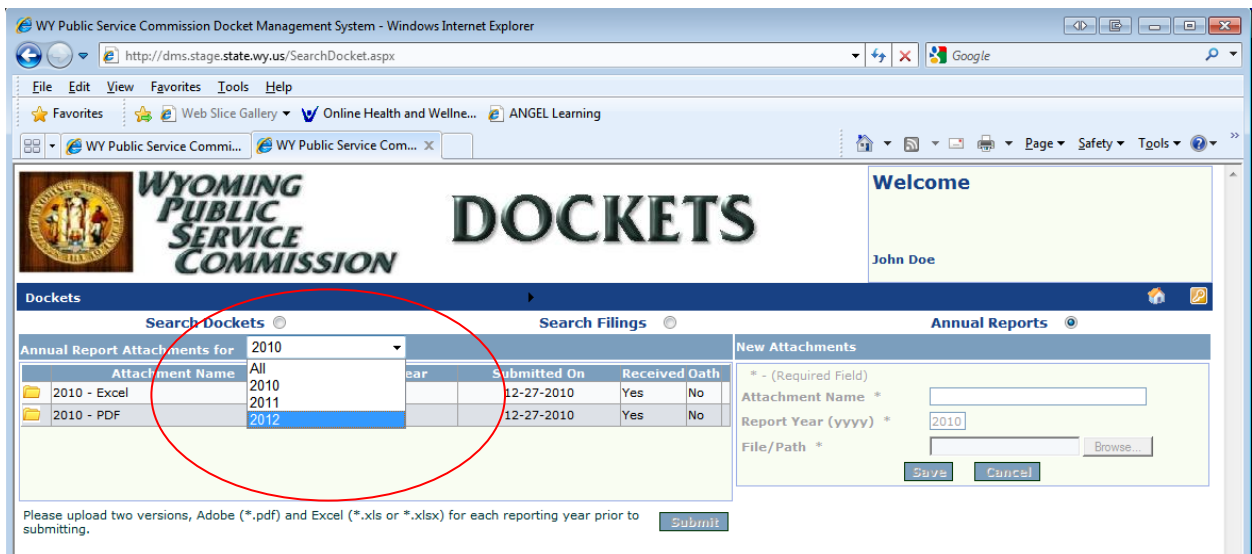 WY Public Service Commission Docket Management System - Windows Internet Explorer
http://dms.stage.state.wy.us/SearchDocket.aspx
Google
File Edit View Favorites Tools Help
Favorites Web Slice Gallery Online Health and Wellne... ANGEL Learning
WY Public Service Commi... WY Public Service Com... X
Page Safety Tools
WYOMING
PUBLIC
SERVICE
COMMISSION
DOCKETS
Welcome
John Doe
Dockets
Search Dockets Search Filings Annual Reports
Annual Report Attachments for 2010
New Attachments
All
2010
2011
2012
Attachment Name ear Submitted On Received Oath
2010 - Excel 12-27-2010 Yes No
2010 - PDF 12-27-2010 Yes No
* - (Required Field)
Attachment Name *
Report Year (yyyy) * 2010
File/Path * Browse...
Save Cancel
Please upload two versions, Adobe (*.pdf) and Excel (*.xls or *.xlsx) for each reporting year prior to
submitting.
Submit